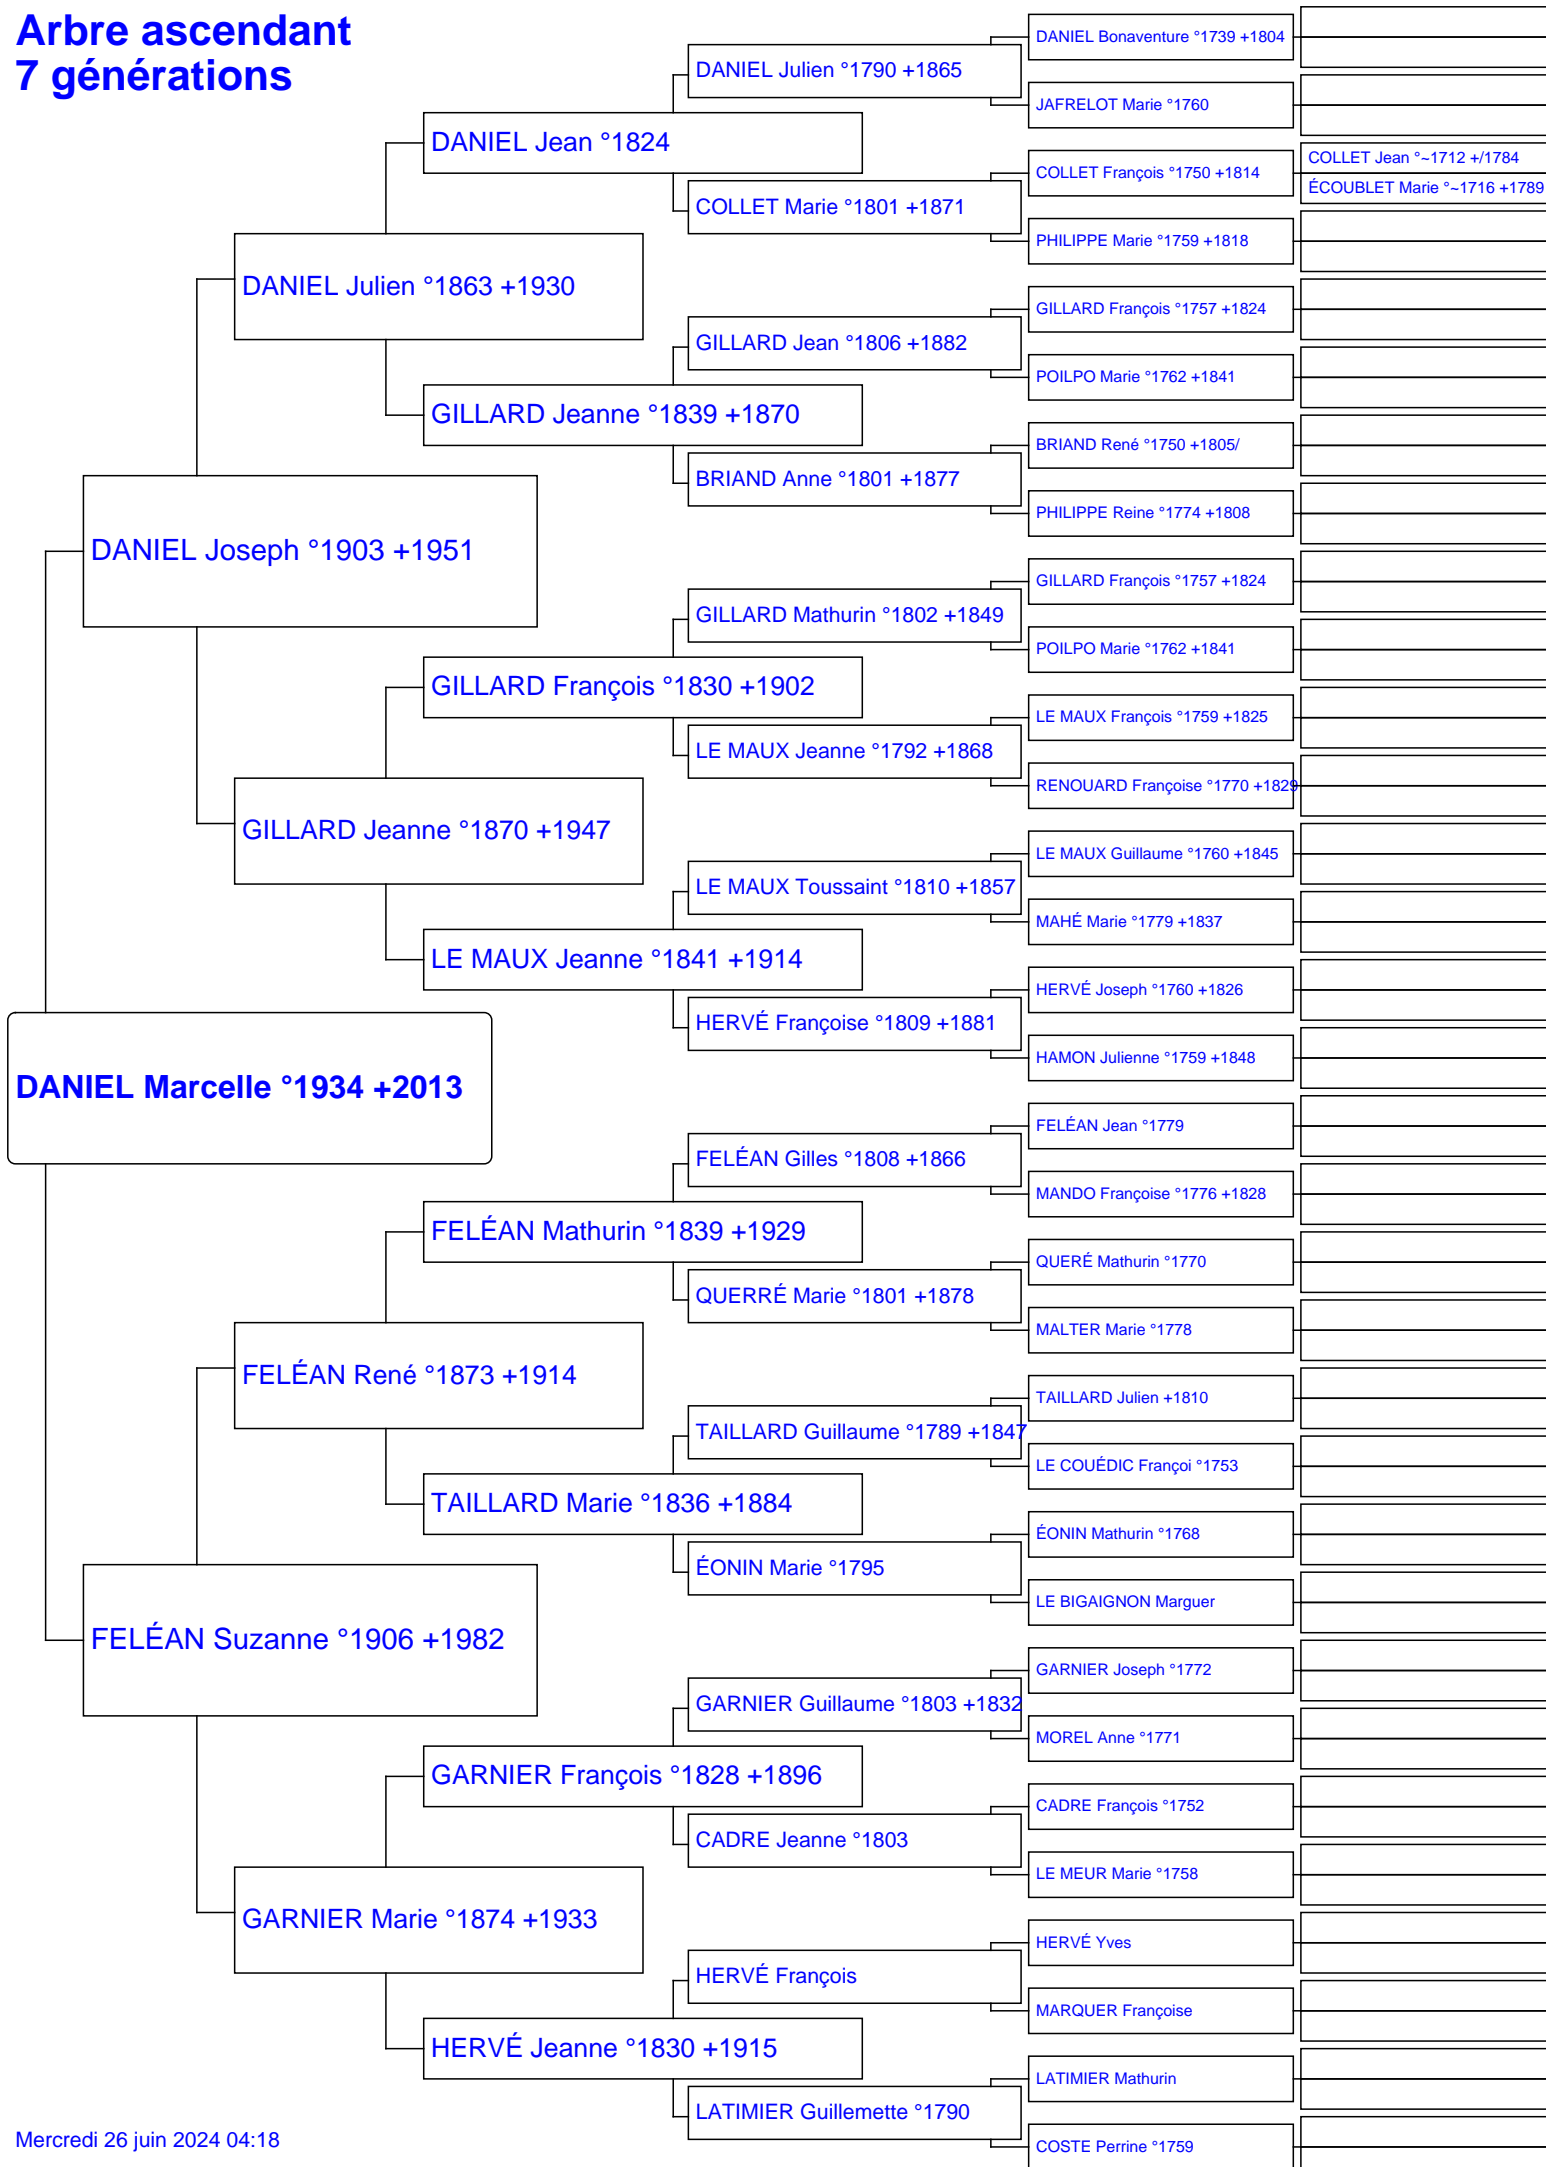 Arbre ascendant
7 générations
DANIEL Marcelle °1934 +2013
DANIEL Joseph °1903 +1951
FELÉAN Suzanne °1906 +1982
DANIEL Julien °1863 +1930
GILLARD Jeanne °1870 +1947
FELÉAN René °1873 +1914
GARNIER Marie °1874 +1933
DANIEL Jean °1824
GILLARD Jeanne °1839 +1870
GILLARD François °1830 +1902
LE MAUX Jeanne °1841 +1914
FELÉAN Mathurin °1839 +1929
TAILLARD Marie °1836 +1884
GARNIER François °1828 +1896
HERVÉ Jeanne °1830 +1915
DANIEL Julien °1790 +1865
COLLET Marie °1801 +1871
GILLARD Jean °1806 +1882
BRIAND Anne °1801 +1877
GILLARD Mathurin °1802 +1849
LE MAUX Jeanne °1792 +1868
LE MAUX Toussaint °1810 +1857
HERVÉ Françoise °1809 +1881
FELÉAN Gilles °1808 +1866
QUERRÉ Marie °1801 +1878
TAILLARD Guillaume °1789 +1847
ÉONIN Marie °1795
GARNIER Guillaume °1803 +1832
CADRE Jeanne °1803
HERVÉ François
LATIMIER Guillemette °1790
DANIEL Bonaventure °1739 +1804
JAFRELOT Marie °1760
COLLET François °1750 +1814
PHILIPPE Marie °1759 +1818
GILLARD François °1757 +1824
POILPO Marie °1762 +1841
BRIAND René °1750 +1805/
PHILIPPE Reine °1774 +1808
GILLARD François °1757 +1824
POILPO Marie °1762 +1841
LE MAUX François °1759 +1825
RENOUARD Françoise °1770 +1829
LE MAUX Guillaume °1760 +1845
MAHÉ Marie °1779 +1837
HERVÉ Joseph °1760 +1826
HAMON Julienne °1759 +1848
FELÉAN Jean °1779
MANDO Françoise °1776 +1828
QUERÉ Mathurin °1770
MALTER Marie °1778
TAILLARD Julien +1810
LE COUÉDIC Françoi °1753
ÉONIN Mathurin °1768
LE BIGAIGNON Marguer
GARNIER Joseph °1772
MOREL Anne °1771
CADRE François °1752
LE MEUR Marie °1758
HERVÉ Yves
MARQUER Françoise
LATIMIER Mathurin
COSTE Perrine °1759
COLLET Jean °~1712 +/1784
ÉCOUBLET Marie °~1716 +1789
Mercredi 26 juin 2024 04:18